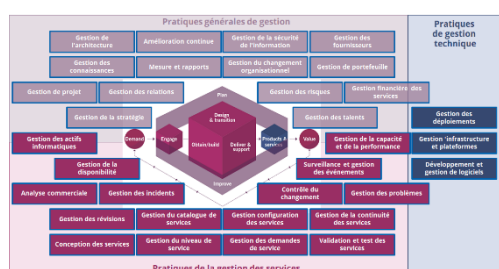 Pratiques générales de gestion
Pratiques
de gestion
technique
Gestion de
l'architecture
Amélioration continue
Gestion de la sécurité
de l'information
Gestion des
fournisseurs
Gestion des
connaissances
Mesure et rapports
Gestion du changement
organisationnel
Gestion de portefeuille
Gestion de projet
Gestion des relations
Plan
Gestion des risques
Gestion financière des
services
Gestion de la stratégie
Design
& transition
Gestion des talents
Gestion des
déploiements
Gestion des actifs
informatiques
Demand
Engage
Obtain/build
Deliver &
support
Products &
services
Value
Gestion de la capacité
et de la performance
Gestion 'infrastructure
et plateformes
Gestion de la
disponibilité
Improve
Surveillance et gestion
des événements
Développement et
gestion de logiciels
Analyse commerciale
Gestion des incidents
Contrôle du
changement
Gestion des problèmes
Gestion des révisions
Gestion du catalogue de
services
Gestion configuration
des services
Gestion de la continuité
des services
Conception des services
Gestion du niveau de
service
Gestion des demandes
de service
Validation et test des
services
Pratiques de la gestion des services